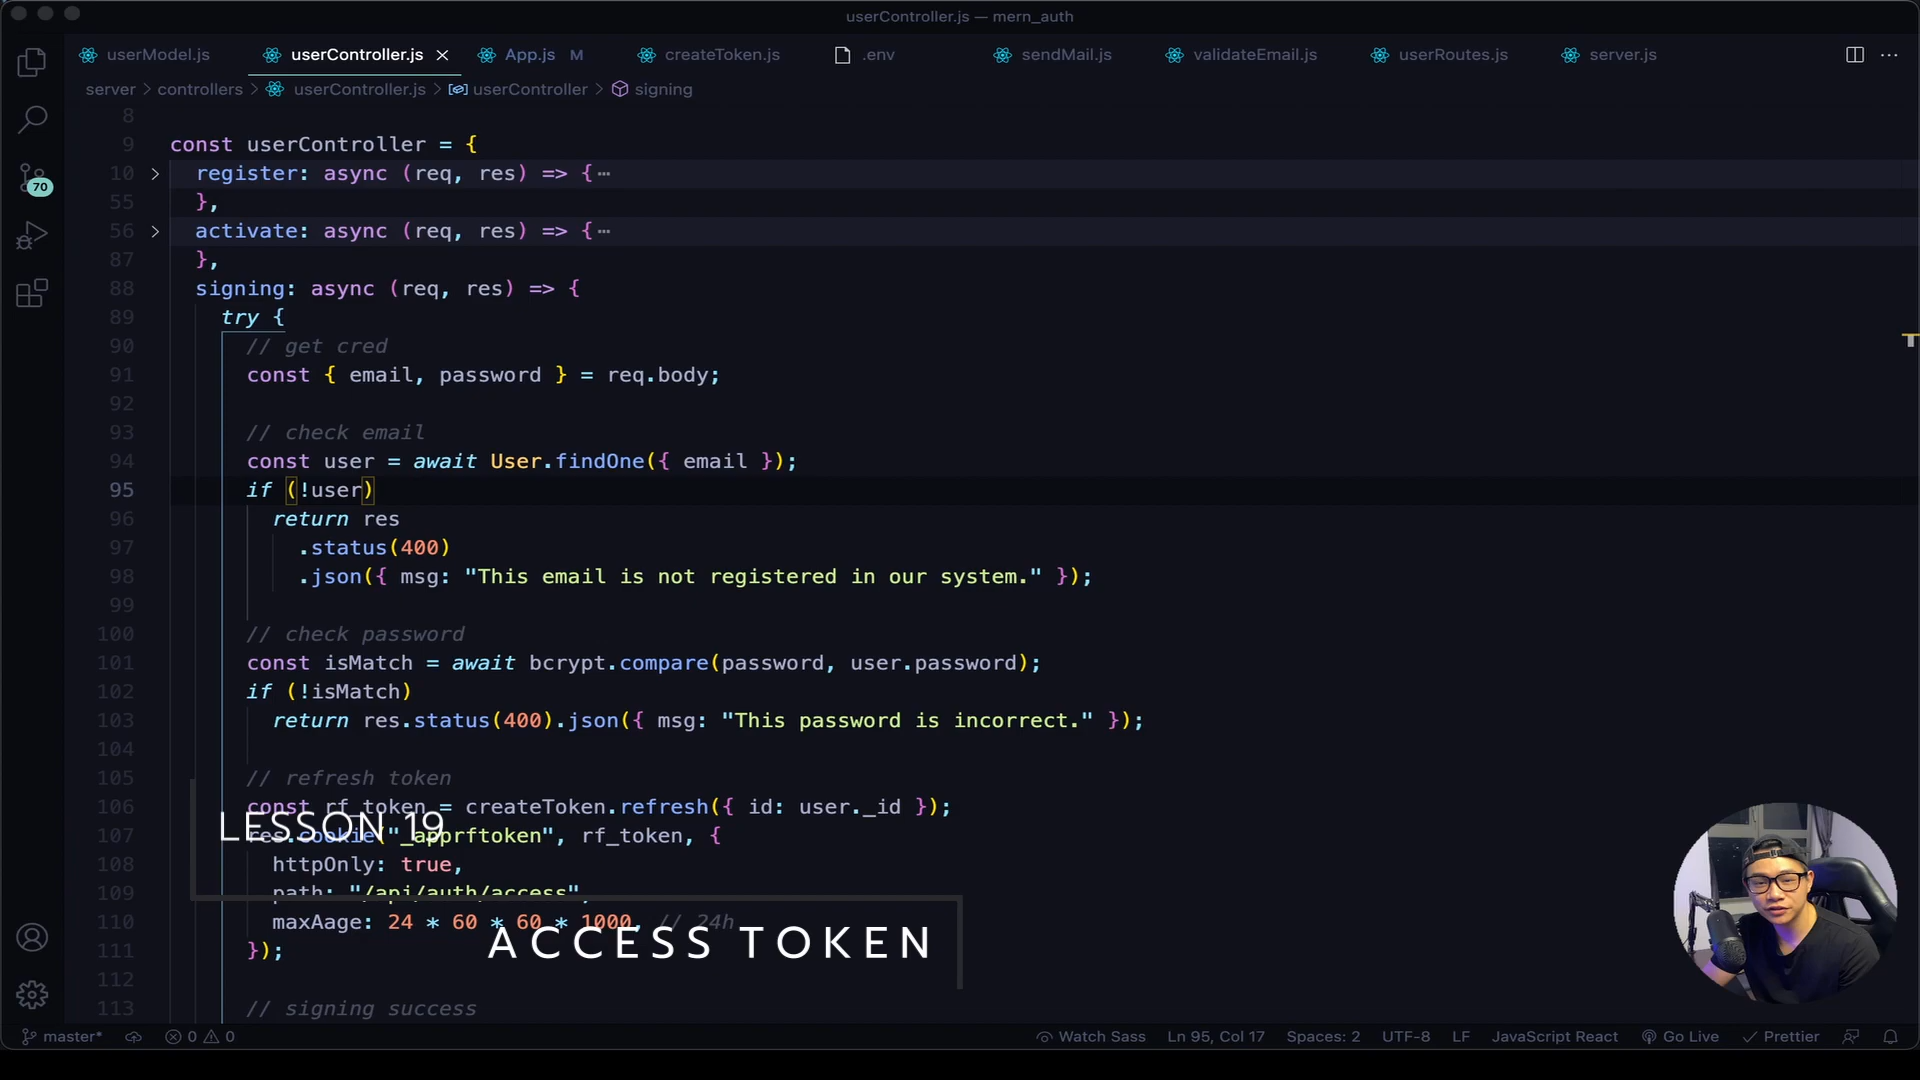 userController.js — mern_auth
userModel.js userController.js App.js M createToken.js .env sendMail.js validateEmail.js userRoutes.js server.js
server > controllers > userController.js > userController > signing
8
9 const userController = {
10 register: async (req, res) => {
55 },
56 activate: async (req, res) => {
87 },
88 signing: async (req, res) => {
89 try {
90 // get cred
91 const { email, password } = req.body;
92
93 // check email
94 const user = await User.findOne({ email });
95 if (!user)
96 return res
97 .status(400)
98 .json({ msg: "This email is not registered in our system." });
99
100 // check password
101 const isMatch = await bcrypt.compare(password, user.password);
102 if (!isMatch)
103 return res.status(400).json({ msg: "This password is incorrect." });
104
105 // refresh token
106 const rf_token = createToken.refresh({ id: user._id });
LESSON 19
107 res.cookie("_apprftoken", rf_token, {
108 httpOnly: true,
109 path: "/api/auth/access",
110 maxAage: 24 * 60 * 60 * 1000, // 24h
ACCESS TOKEN
111 });
112
113 // signing success
70
master* 0 0 Watch Sass Ln 95, Col 17 Spaces: 2 UTF-8 LF JavaScript React Go Live Prettier